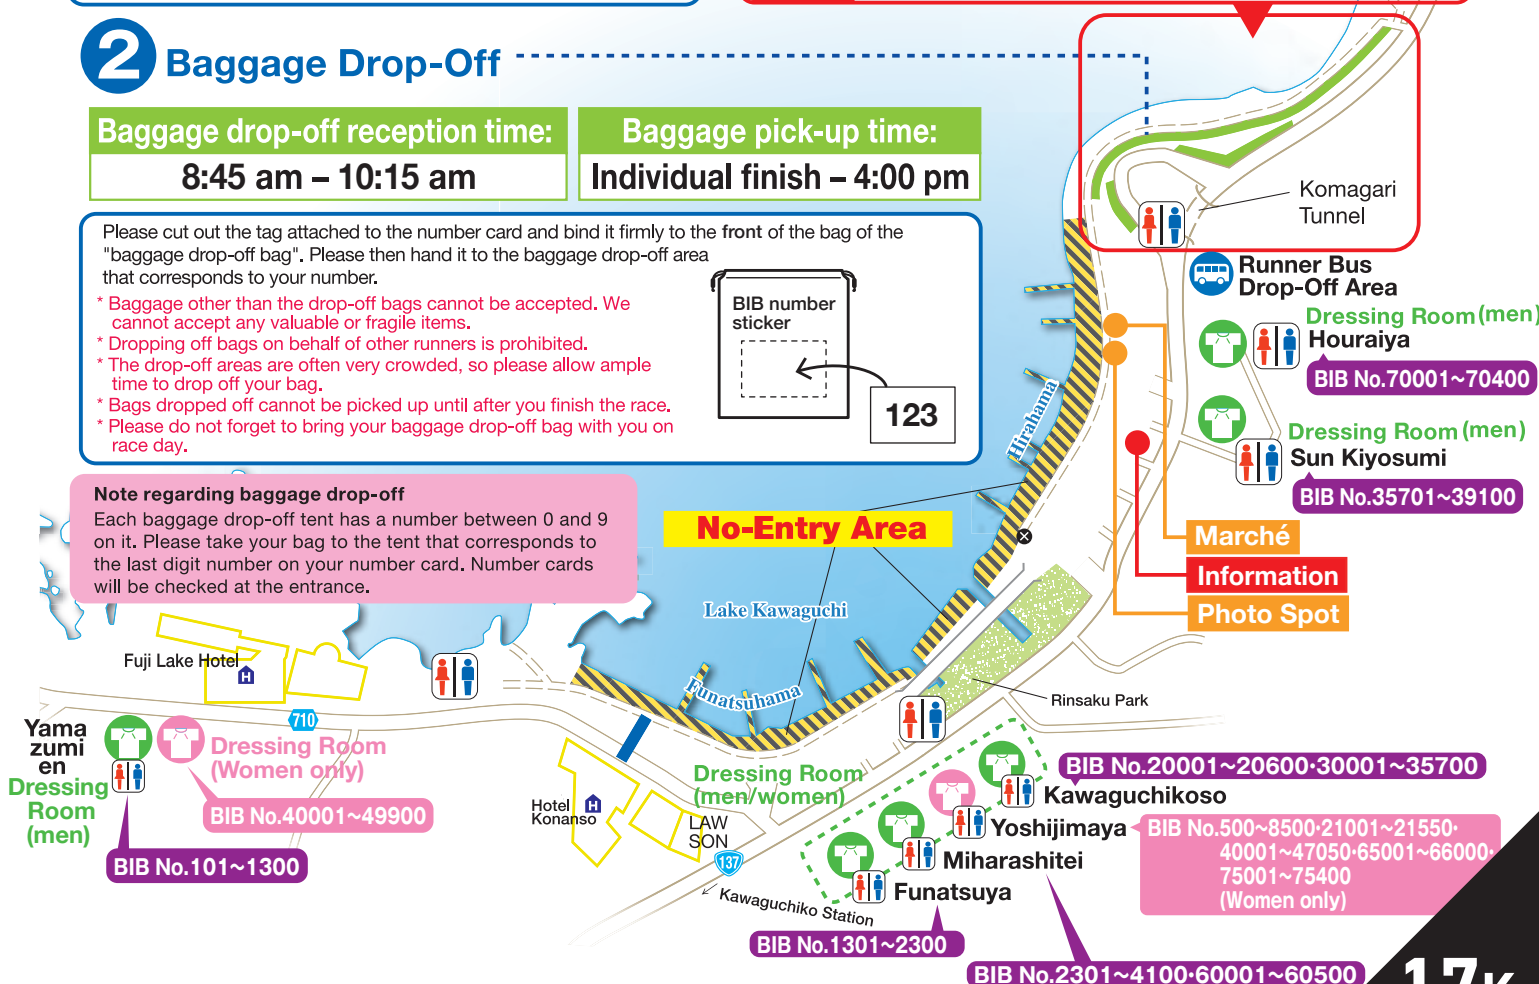 2 Baggage Drop-Off
Baggage drop-off reception time:
8:45 am – 10:15 am
Baggage pick-up time:
Individual finish – 4:00 pm
Please cut out the tag attached to the number card and bind it firmly to the front of the bag of the
"baggage drop-off bag". Please then hand it to the baggage drop-off area
that corresponds to your number.
* Baggage other than the drop-off bags cannot be accepted. We
cannot accept any valuable or fragile items.
* Dropping off bags on behalf of other runners is prohibited.
* The drop-off areas are often very crowded, so please allow ample
time to drop off your bag.
* Bags dropped off cannot be picked up until after you finish the race.
* Please do not forget to bring your baggage drop-off bag with you on
race day.
BIB number
sticker
123
Note regarding baggage drop-off
Each baggage drop-off tent has a number between 0 and 9
on it. Please take your bag to the tent that corresponds to
the last digit number on your number card. Number cards
will be checked at the entrance.
Komagari
Tunnel
Runner Bus
Drop-Off Area
Dressing Room (men)
Houraiya
BIB No.70001~70400
Dressing Room (men)
Sun Kiyosumi
BIB No.35701~39100
Marché
Information
Photo Spot
Hirahama
No-Entry Area
Lake Kawaguchi
Funatsuhama
Rinsaku Park
Fuji Lake Hotel
H
710
Yama
zumi
en
Dressing
Room
(men)
Dressing Room
(Women only)
BIB No.40001~49900
BIB No.101~1300
Hotel
Konanso
H
LAW
SON
137
Kawaguchiko Station
Dressing Room
(men/women)
BIB No.20001~20600·30001~35700
Kawaguchikoso
Yoshijimaya
BIB No.500~8500·21001~21550·
40001~47050·65001~66000·
75001~75400
(Women only)
Miharashitei
Funatsuya
BIB No.1301~2300
BIB No.2301~4100·60001~60500